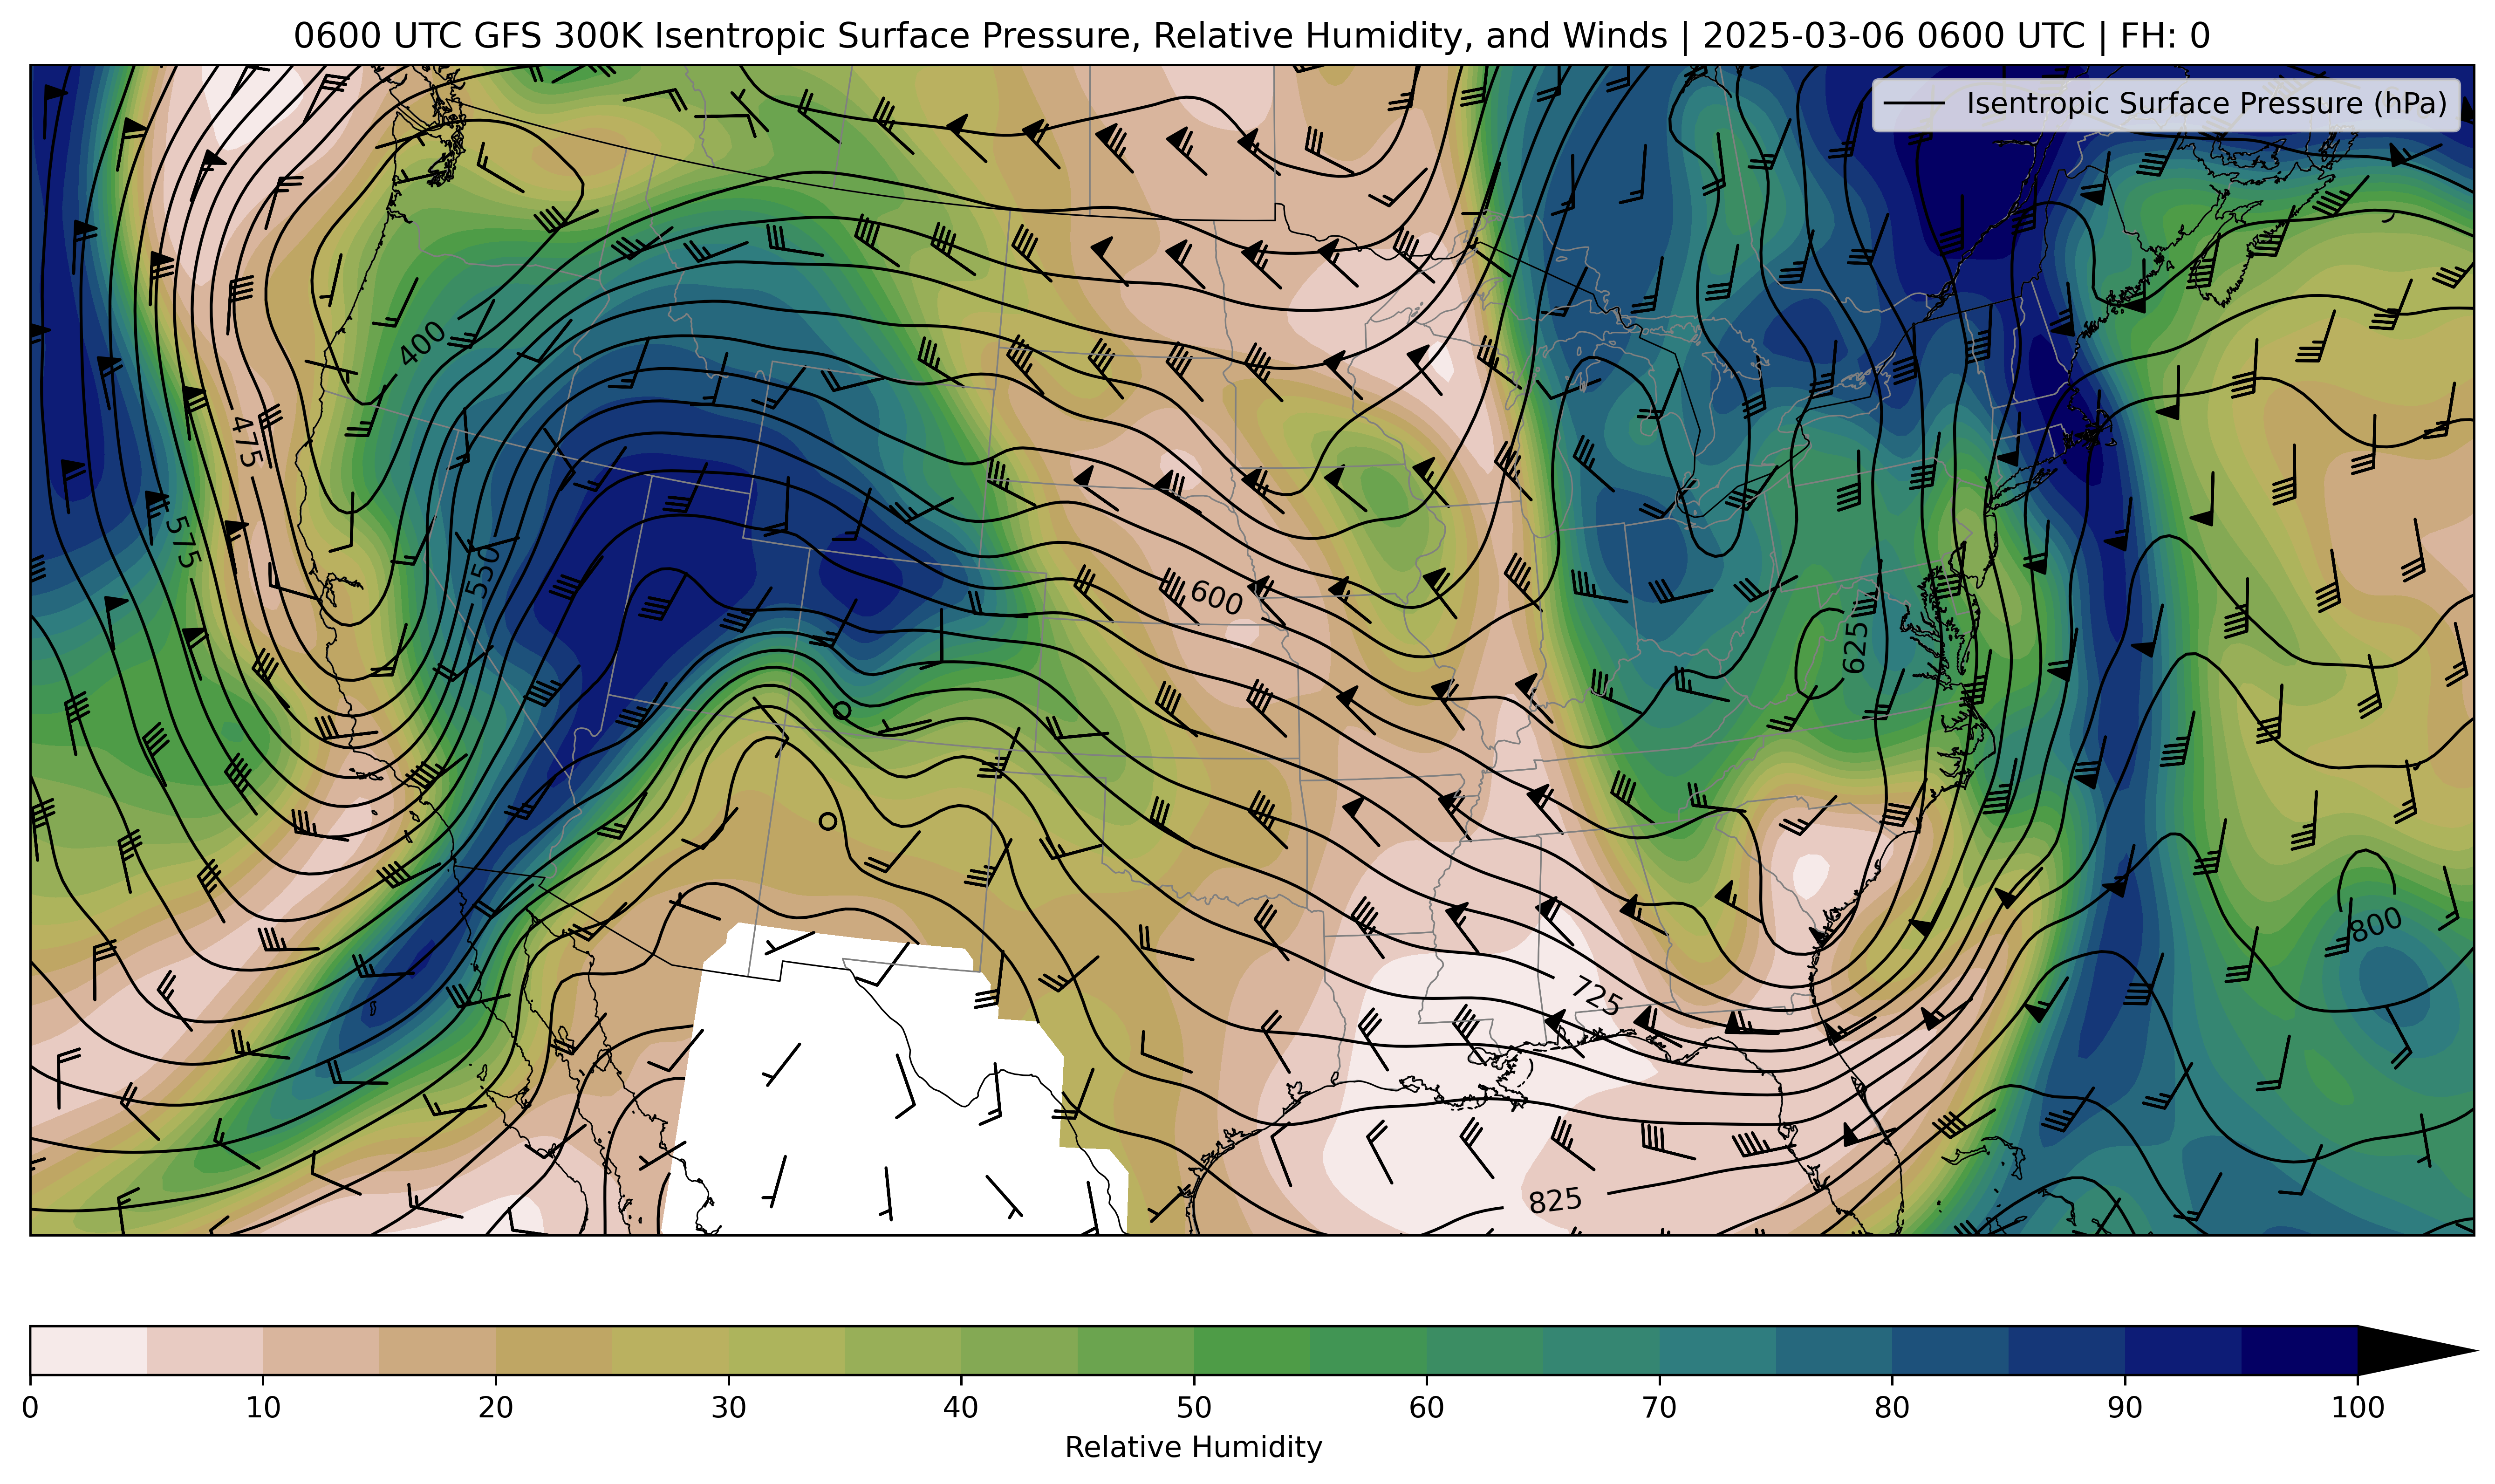 0600 UTC GFS 300K Isentropic Surface Pressure, Relative Humidity, and Winds | 2025-03-06 0600 UTC | FH: 0
Isentropic Surface Pressure (hPa)
400
475
575
550
600
625
800
725
825
0 10 20 30 40 50 60 70 80 90 100
Relative Humidity